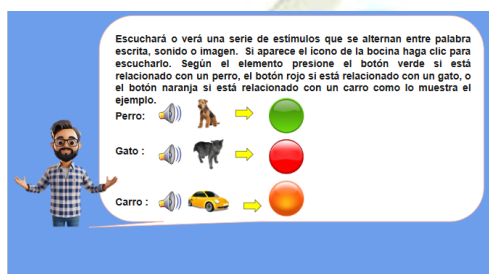 Escuchará o verá una serie de estímulos que se alternan entre palabra
escrita, sonido o imagen. Si aparece el icono de la bocina haga clic para
escucharlo. Según el elemento presione el botón verde si está
relacionado con un perro, el botón rojo si está relacionado con un gato, o
el botón naranja si está relacionado con un carro como lo muestra el
ejemplo.
Perro:
Gato :
Carro :